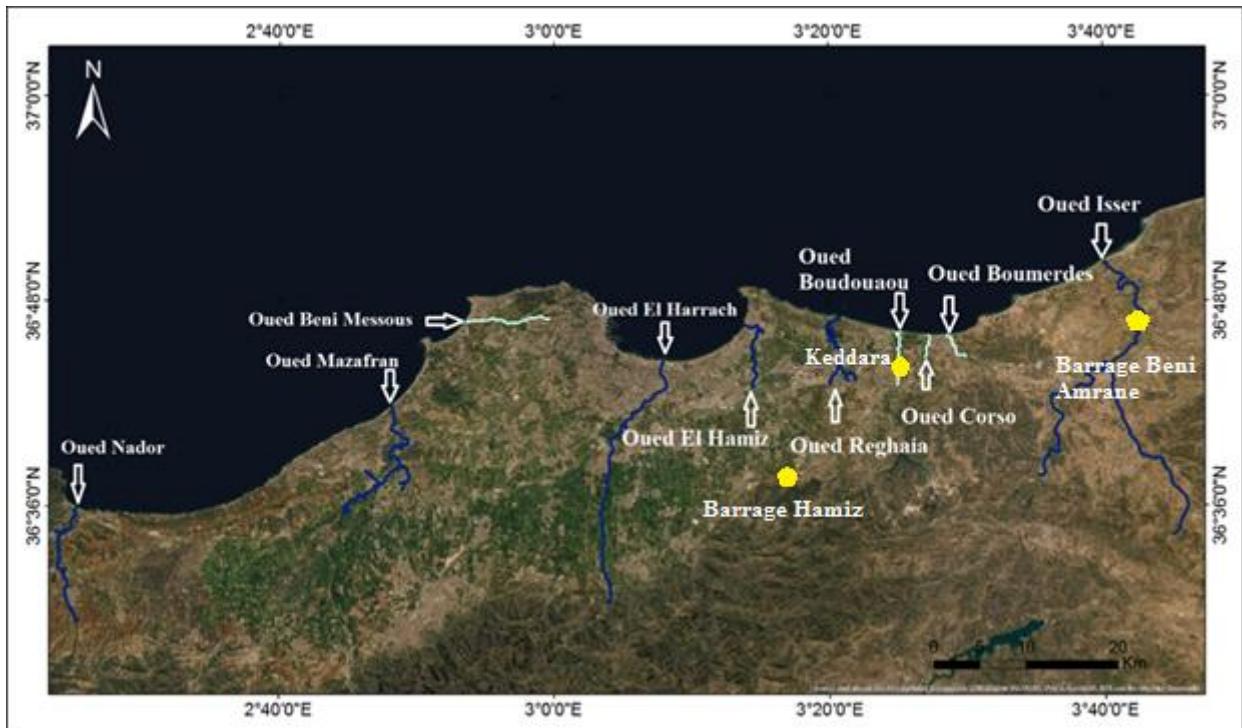 2°40'0"E 3°0'0"E 3°20'0"E 3°40'0"E
N
37°0'0"N
37°0'0"N
Oued Isser
Oued
Boudouaou
Oued Boumerdes
36°48'0"N
36°48'0"N
Oued Beni Messous
Oued El Harrach
Oued Mazafran
Keddara
Barrage Beni
Amrane
Oued Corso
Oued El Hamiz
Oued Reghaia
Oued Nador
Barrage Hamiz
36°36'0"N
36°36'0"N
0 5 10 20
Km
2°40'0"E 3°0'0"E 3°20'0"E 3°40'0"E